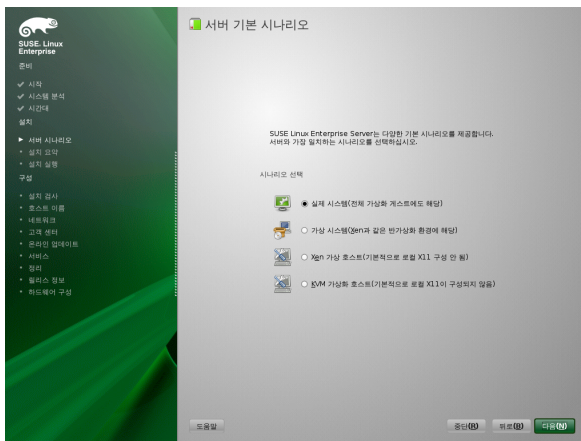 SUSE. Linux
Enterprise
준비
시작
시스템 분석
시간대
설치
서버 시나리오
설치 요약
설치 실행
구성
설치 검사
호스트 이름
네트워크
고객 센터
온라인 업데이트
서비스
정리
릴리스 정보
하드웨어 구성
서버 기본 시나리오
SUSE Linux Enterprise Server는 다양한 기본 시나리오를 제공합니다.
서버와 가장 일치하는 시나리오를 선택하십시오.
시나리오 선택
실제 시스템(전체 가상화 게스트에도 해당)
가상 시스템(Xen과 같은 반가상화 환경에 해당)
Xen 가상 호스트(기본적으로 로컬 X11 구성 안 됨)
KVM 가상화 호스트(기본적으로 로컬 X11이 구성되지 않음)
도움말
중단(R)
뒤로(B)
다음(N)